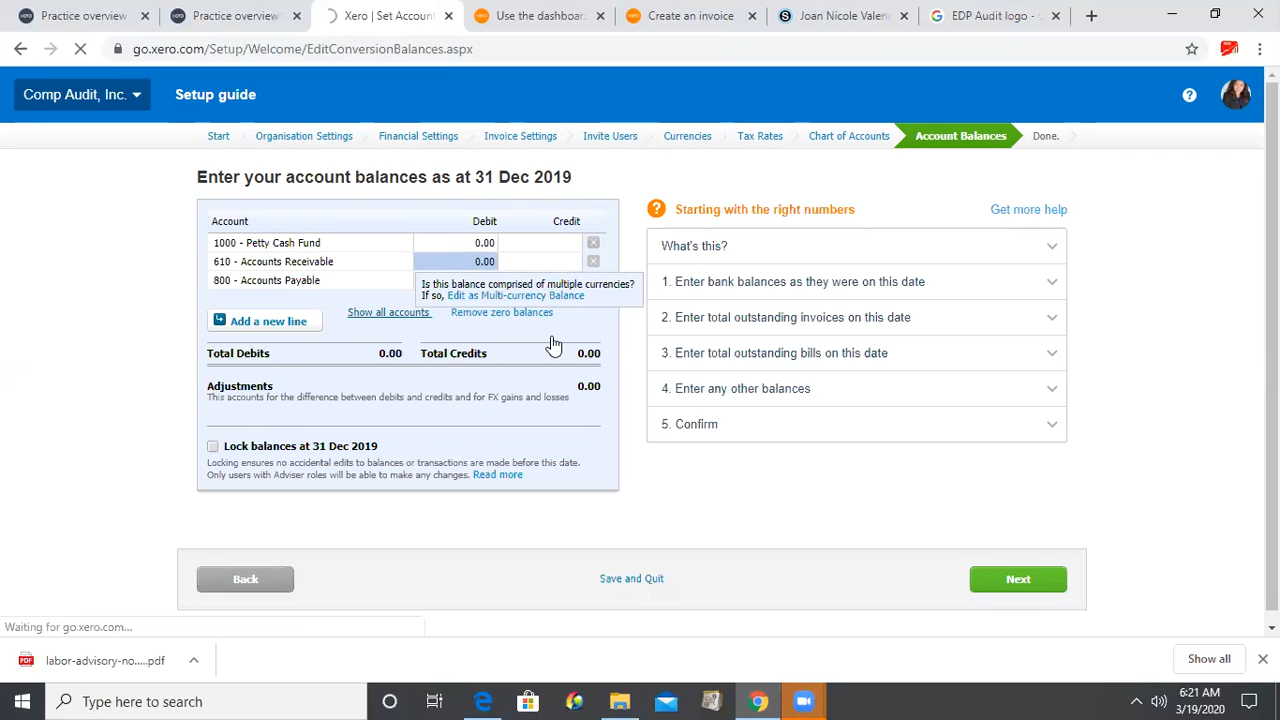 Practice overview
Practice overview
Xero | Set Accoun
Use the dashboar
Create an invoice
Joan Nicole Valen
EDP Audit logo -
go.xero.com/Setup/Welcome/EditConversionBalances.aspx
Comp Audit, Inc.
Setup guide
Start
Organisation Settings
Financial Settings
Invoice Settings
Invite Users
Currencies
Tax Rates
Chart of Accounts
Account Balances
Done.
Enter your account balances as at 31 Dec 2019
Account Debit Credit
1000 - Petty Cash Fund 0.00
610 - Accounts Receivable 0.00
800 - Accounts Payable
Is this balance comprised of multiple currencies?
If so, Edit as Multi-currency Balance
Add a new line
Show all accounts
Remove zero balances
Total Debits 0.00 Total Credits 0.00
Adjustments 0.00
This accounts for the difference between debits and credits and for FX gains and losses
Lock balances at 31 Dec 2019
Locking ensures no accidental edits to balances or transactions are made before this date.
Only users with Adviser roles will be able to make any changes. Read more
? Starting with the right numbers
Get more help
What's this?
1. Enter bank balances as they were on this date
2. Enter total outstanding invoices on this date
3. Enter total outstanding bills on this date
4. Enter any other balances
5. Confirm
Back
Save and Quit
Next
Waiting for go.xero.com...
labor-advisory-no.....pdf
Show all
Type here to search
6:21 AM
3/19/2020